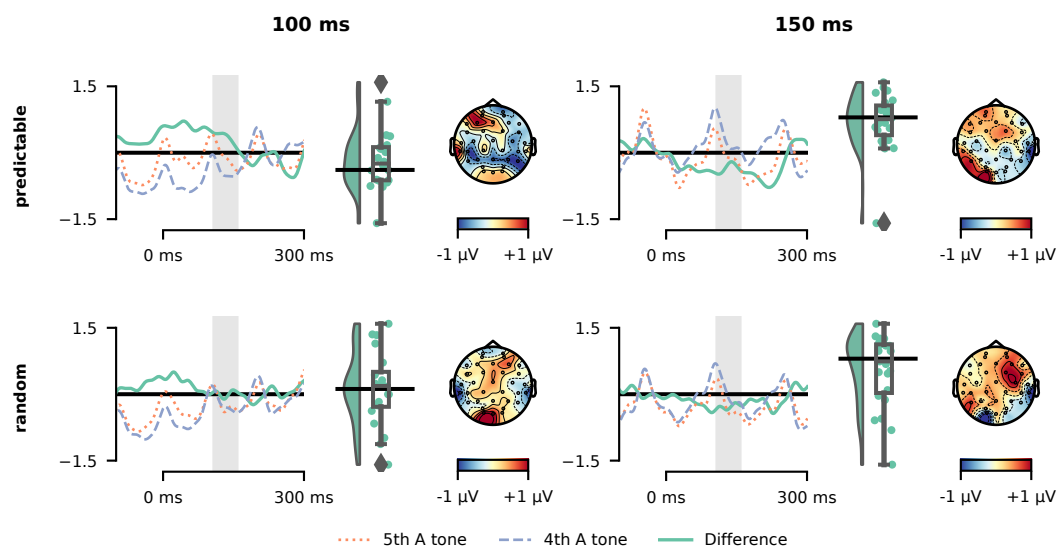 100 ms
150 ms
predictable
1.5
−1.5
0 ms
300 ms
-1 µV
+1 µV
1.5
−1.5
0 ms
300 ms
-1 µV
+1 µV
random
1.5
−1.5
0 ms
300 ms
-1 µV
+1 µV
1.5
−1.5
0 ms
300 ms
-1 µV
+1 µV
5th A tone
4th A tone
Difference